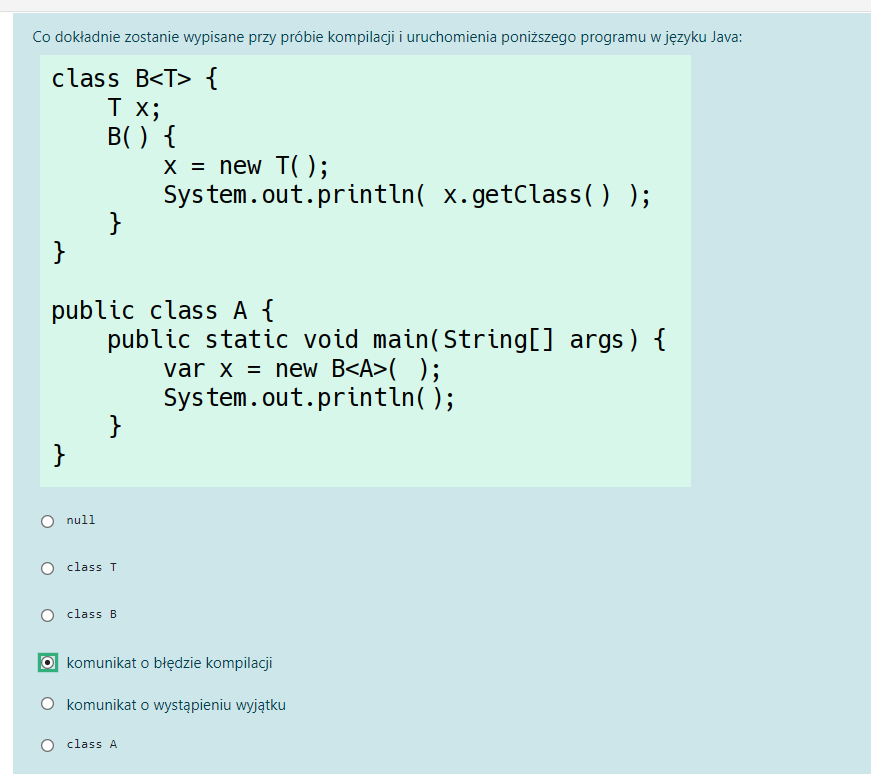 Co dokładnie zostanie wypisane przy próbie kompilacji i uruchomienia poniższego programu w języku Java:
class B<T> {
    T x;
    B() {
        x = new T();
        System.out.println( x.getClass() );
    }
}

public class A {
    public static void main(String[] args) {
        var x = new B<A>( );
        System.out.println();
    }
}
null
class T
class B
komunikat o błędzie kompilacji
komunikat o wystąpieniu wyjątku
class A